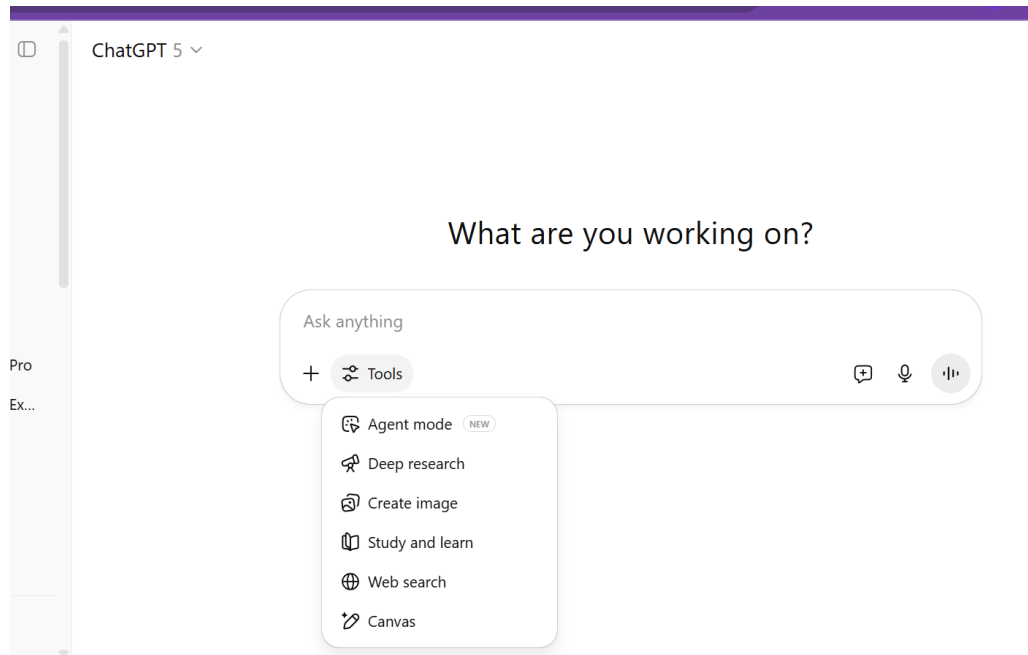 ChatGPT 5
What are you working on?
Ask anything
Pro
Tools
Ex...
Agent mode NEW
Deep research
Create image
Study and learn
Web search
Canvas